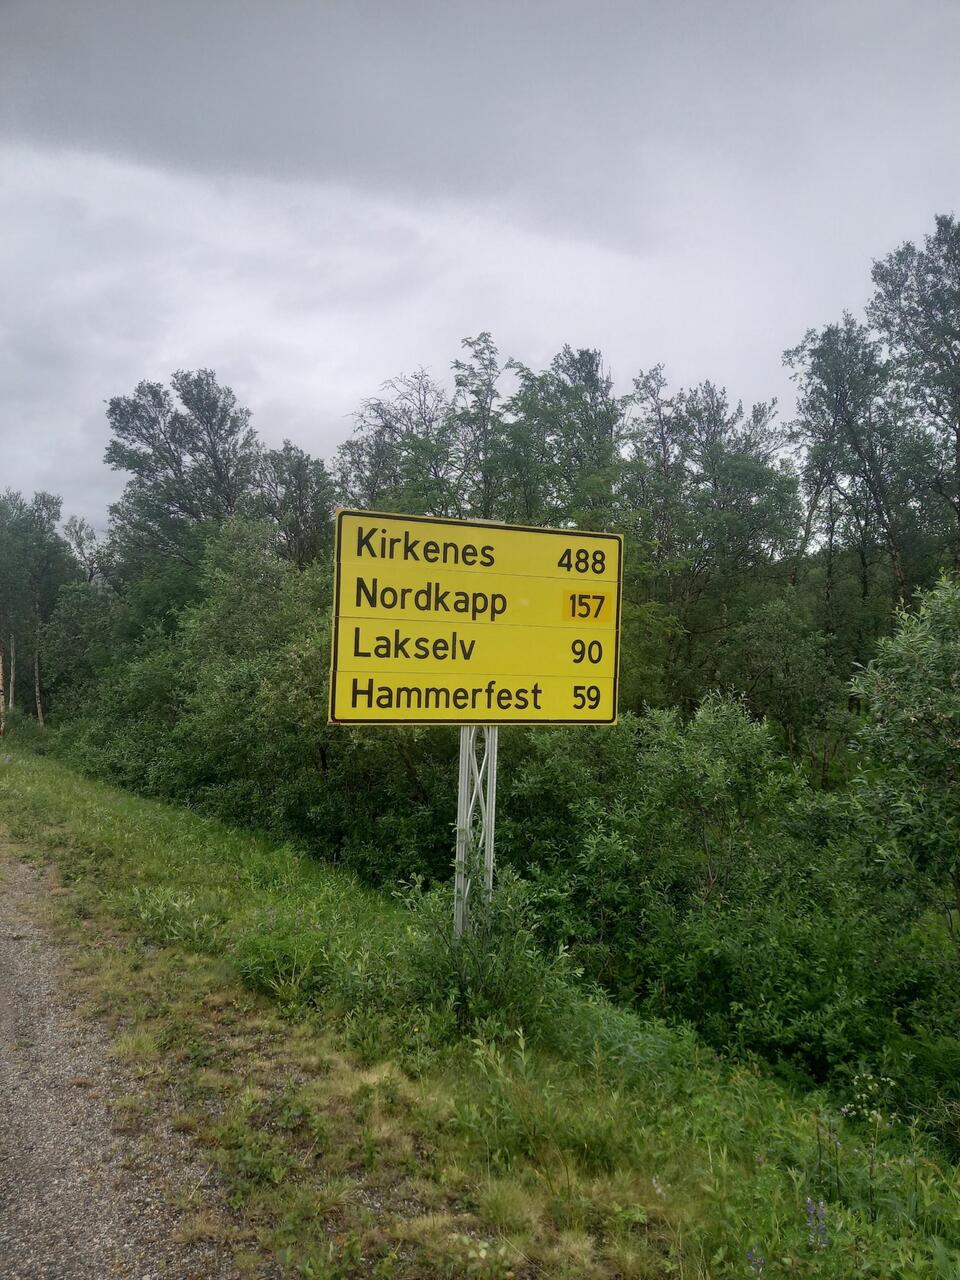 Kirkenes 488
Nordkapp 157
Lakselv 90
Hammerfest 59